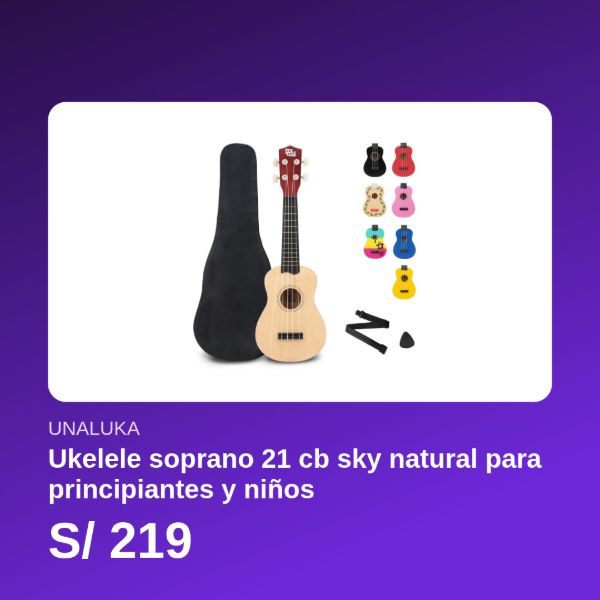 UNALUKA
Ukelele soprano 21 cb sky natural para
principiantes y niños
S/ 219